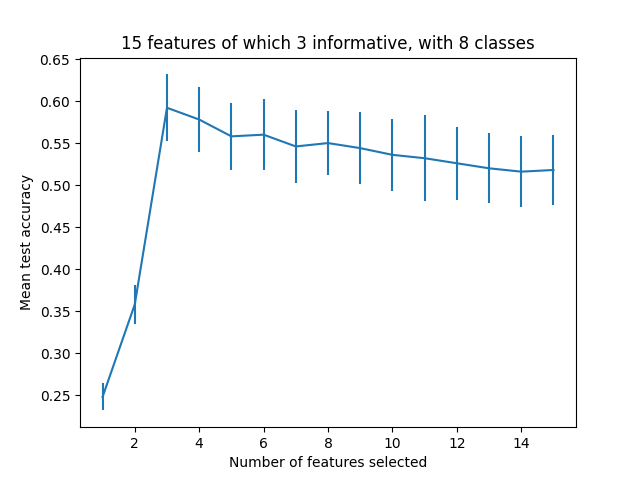 15 features of which 3 informative, with 8 classes
0.65
0.60
0.55
0.50
0.45
0.40
0.35
0.30
0.25
Mean test accuracy
2 4 6 8 10 12 14
Number of features selected